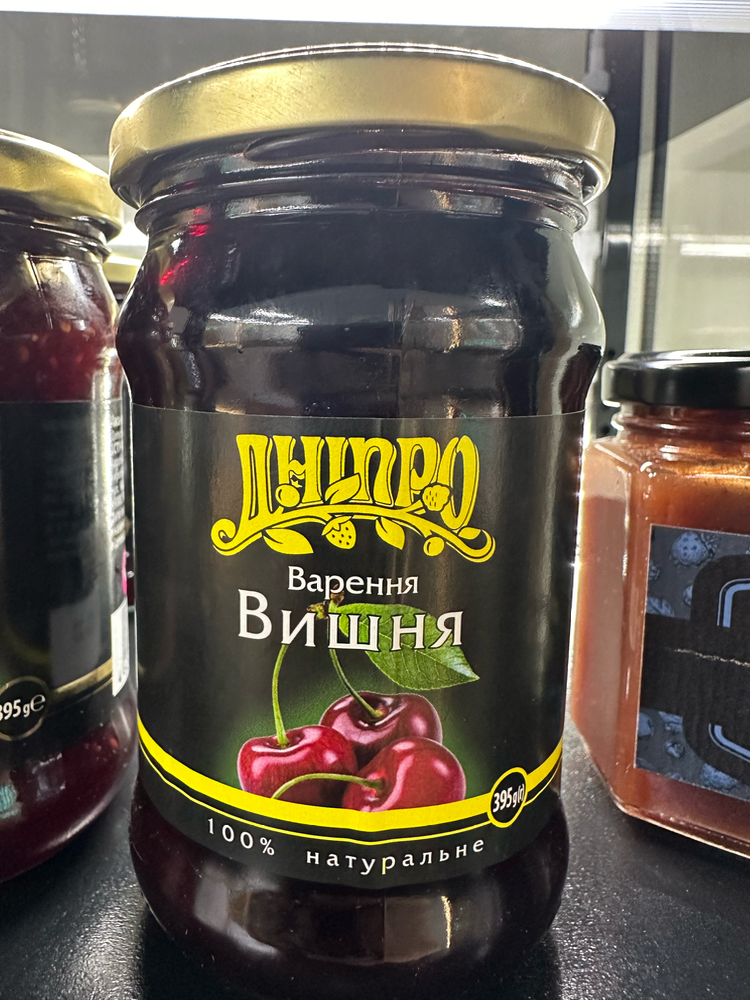 ДНІПРО
Варення
Вишня
395g(г)
100% натуральне
395g℮